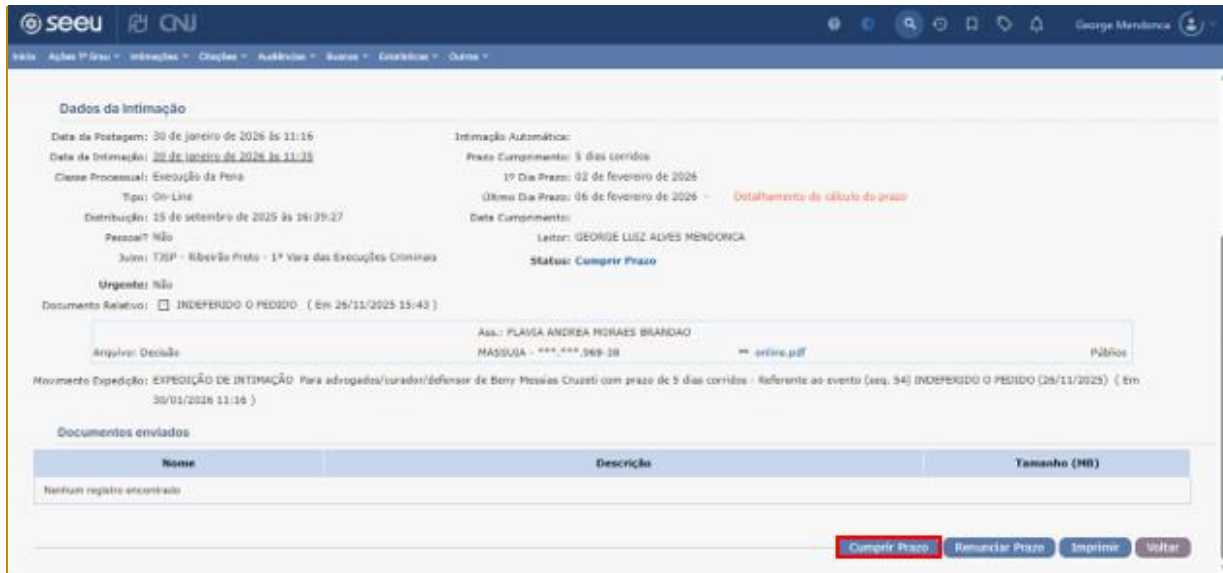 seeu CNJ George Mendonca
Início Ações 1º Grau Intimações Citações Audiências Buscas Estatísticas Outros
Dados da Intimação
Data da Postagem: 30 de janeiro de 2026 às 11:16 Intimação Automática:
Data da Intimação: 30 de janeiro de 2026 às 11:35 Prazo Cumprimento: 5 dias corridos
Classe Processual: Execução da Pena 1º Dia Prazo: 02 de fevereiro de 2026
Tipo: On-Line Último Dia Prazo: 06 de fevereiro de 2026 - Detalhamento do cálculo do prazo
Distribuição: 15 de setembro de 2025 às 16:39:27 Data Cumprimento:
Pessoal? Não Leitor: GEORGE LUIZ ALVES MENDONCA
Juízo: TJSP - Ribeirão Preto - 1ª Vara das Execuções Criminais Status: Cumprir Prazo
Urgente: Não
Documento Relativo: INDEFERIDO O PEDIDO ( Em 26/11/2025 15:43 )
Ass.: FLAVIA ANDREA MORAES BRANDAO
Arquivo: Decisão MASSUIA - ***.***.969-38 online.pdf Público
Movimento Expedição: EXPEDIÇÃO DE INTIMAÇÃO Para advogados/curador/defensor de Beny Messias Cruzeti com prazo de 5 dias corridos - Referente ao evento (seq. 54) INDEFERIDO O PEDIDO (26/11/2025) ( Em
30/01/2026 11:16 )
Documentos enviados
Nome Descrição Tamanho (MB)
Nenhum registro encontrado
Cumprir Prazo Renunciar Prazo Imprimir Voltar